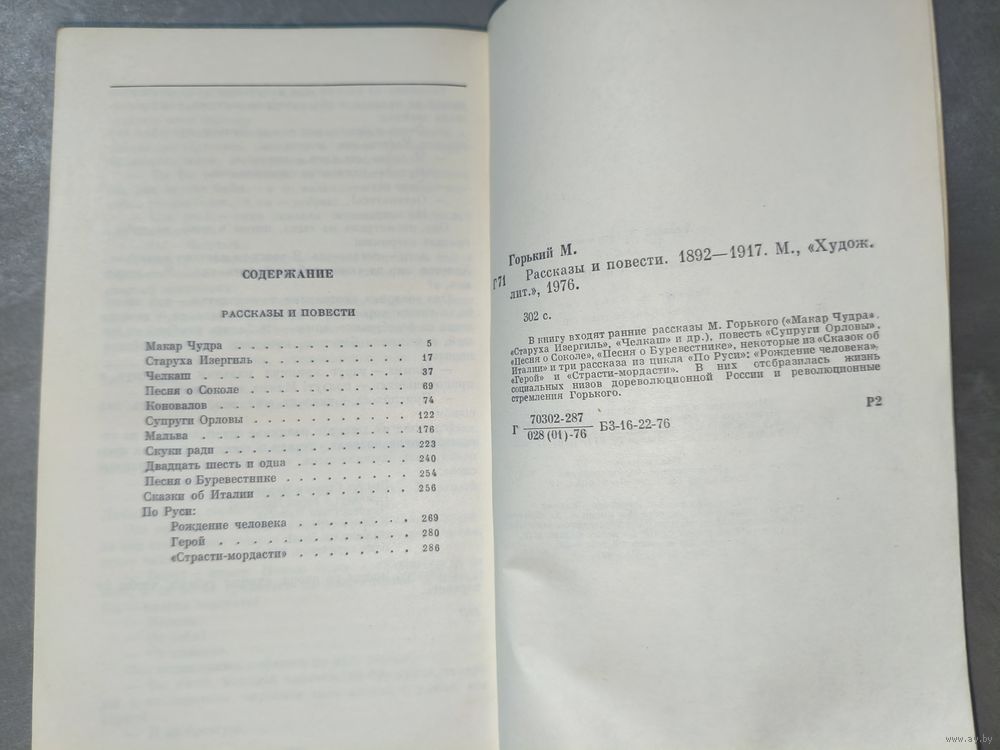 СОДЕРЖАНИЕ
РАССКАЗЫ И ПОВЕСТИ
Макар Чудра . . . . . . . . . . . 5
Старуха Изергиль . . . . . . . . . 17
Челкаш . . . . . . . . . . . . . 37
Песня о Соколе . . . . . . . . . . 69
Коновалов . . . . . . . . . . . . 74
Супруги Орловы . . . . . . . . . . 122
Мальва . . . . . . . . . . . . . 176
Скуки ради . . . . . . . . . . . . 223
Двадцать шесть и одна . . . . . . . 240
Песня о Буревестнике . . . . . . . . 254
Сказки об Италии . . . . . . . . . 256
По Руси:
Рождение человека . . . . . . . . 269
Герой . . . . . . . . . . . . 280
«Страсти-мордасти» . . . . . . . . 286
Горький М.
Г71 Рассказы и повести. 1892—1917. М., «Худож.
лит.», 1976.
302 с.
В книгу входят ранние рассказы М. Горького («Макар Чудра»,
«Старуха Изергиль», «Челкаш» и др.), повесть «Супруги Орловы»,
«Песня о Соколе», «Песня о Буревестнике», некоторые из «Сказок об
Италии» и три рассказа из цикла «По Руси»: «Рождение человека»,
«Герой» и «Страсти-мордасти». В них отобразилась жизнь
социальных низов дореволюционной России и революционные
стремления Горького.
Р2
Г 70302-287
028(01)-76 БЗ-16-22-76
www.ay.by